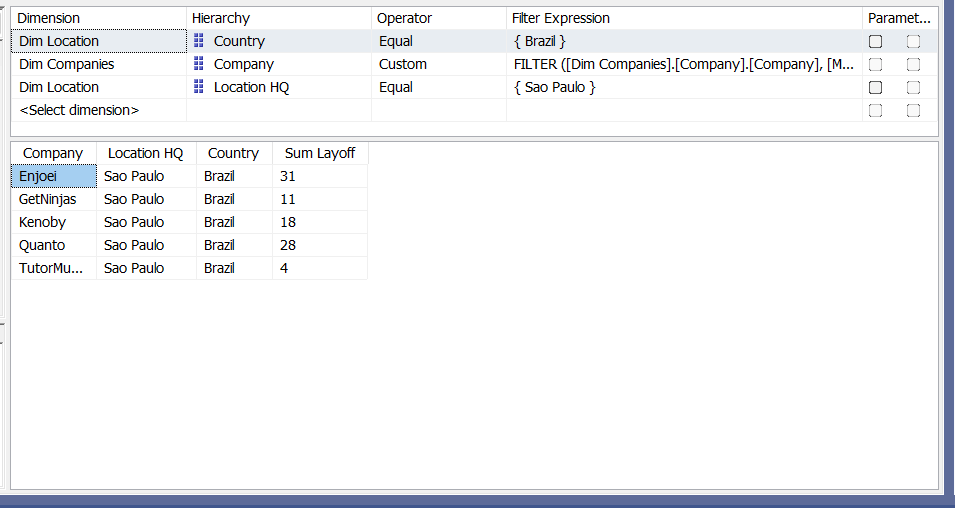 Dimension Hierarchy Operator Filter Expression Paramet...
Dim Location Country Equal { Brazil }
Dim Companies Company Custom FILTER ([Dim Companies].[Company].[Company], [M...
Dim Location Location HQ Equal { Sao Paulo }
<Select dimension>
Company Location HQ Country Sum Layoff
Enjoei Sao Paulo Brazil 31
GetNinjas Sao Paulo Brazil 11
Kenoby Sao Paulo Brazil 18
Quanto Sao Paulo Brazil 28
TutorMu... Sao Paulo Brazil 4